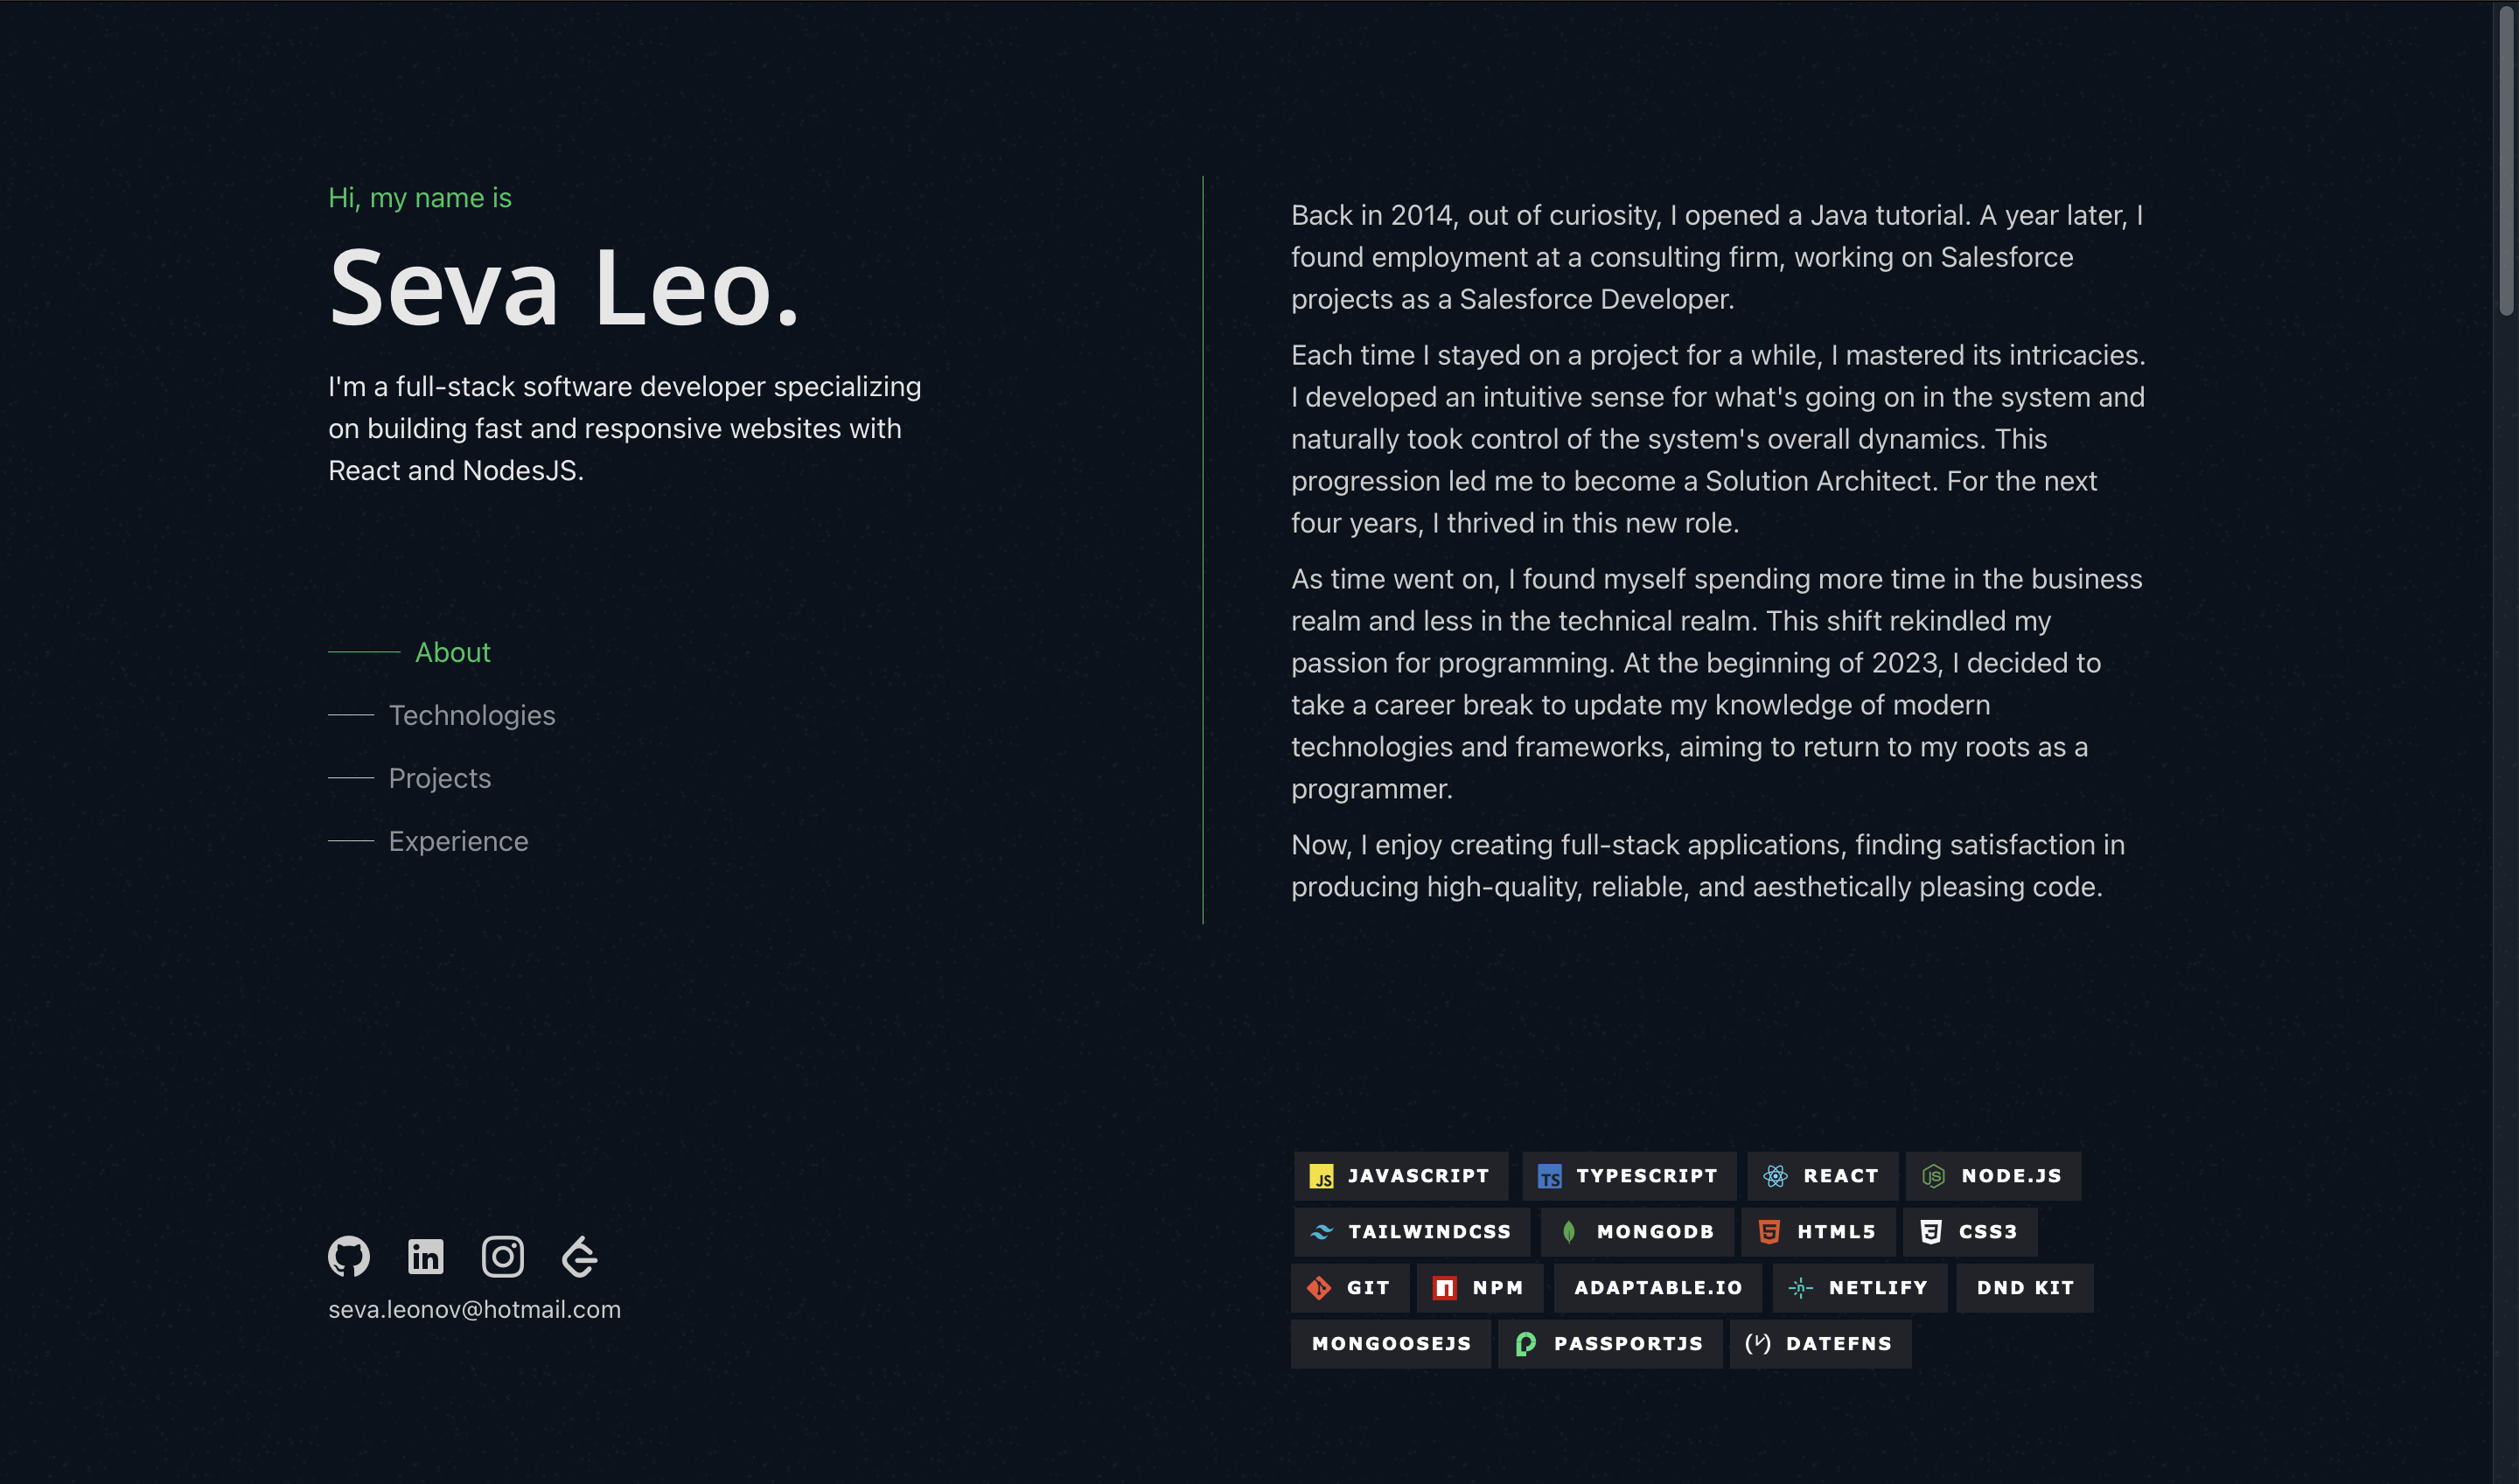 Hi, my name is
Seva Leo.
I'm a full-stack software developer specializing
on building fast and responsive websites with
React and NodesJS.
About
Technologies
Projects
Experience
seva.leonov@hotmail.com
Back in 2014, out of curiosity, I opened a Java tutorial. A year later, I
found employment at a consulting firm, working on Salesforce
projects as a Salesforce Developer.
Each time I stayed on a project for a while, I mastered its intricacies.
I developed an intuitive sense for what's going on in the system and
naturally took control of the system's overall dynamics. This
progression led me to become a Solution Architect. For the next
four years, I thrived in this new role.
As time went on, I found myself spending more time in the business
realm and less in the technical realm. This shift rekindled my
passion for programming. At the beginning of 2023, I decided to
take a career break to update my knowledge of modern
technologies and frameworks, aiming to return to my roots as a
programmer.
Now, I enjoy creating full-stack applications, finding satisfaction in
producing high-quality, reliable, and aesthetically pleasing code.
JS JAVASCRIPT TS TYPESCRIPT REACT JS NODE.JS
TAILWINDCSS MONGODB 5 HTML5 3 CSS3
GIT NPM ADAPTABLE.IO n NETLIFY DND KIT
MONGOOSEJS PASSPORTJS DATEFNS